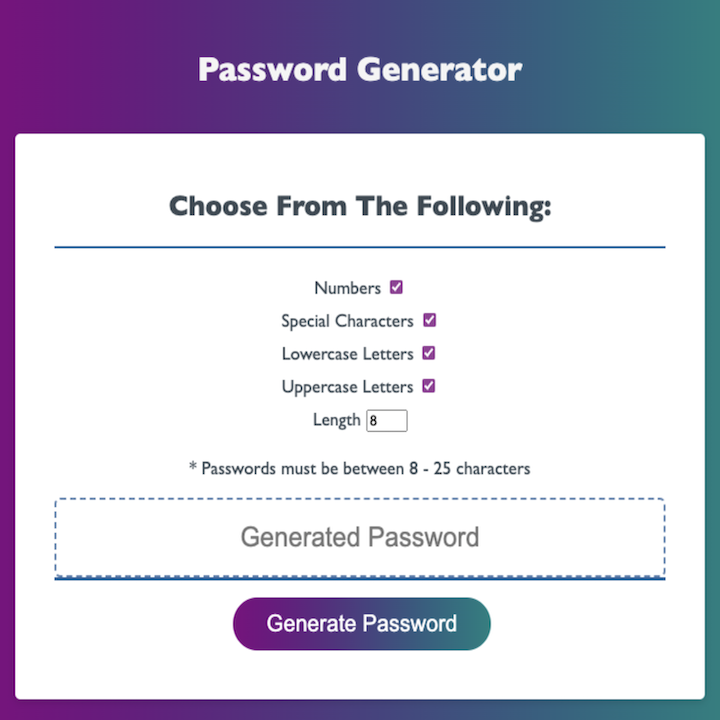 Password Generator
Choose From The Following:
Numbers
Special Characters
Lowercase Letters
Uppercase Letters
Length 8
* Passwords must be between 8 - 25 characters
Generated Password
Generate Password